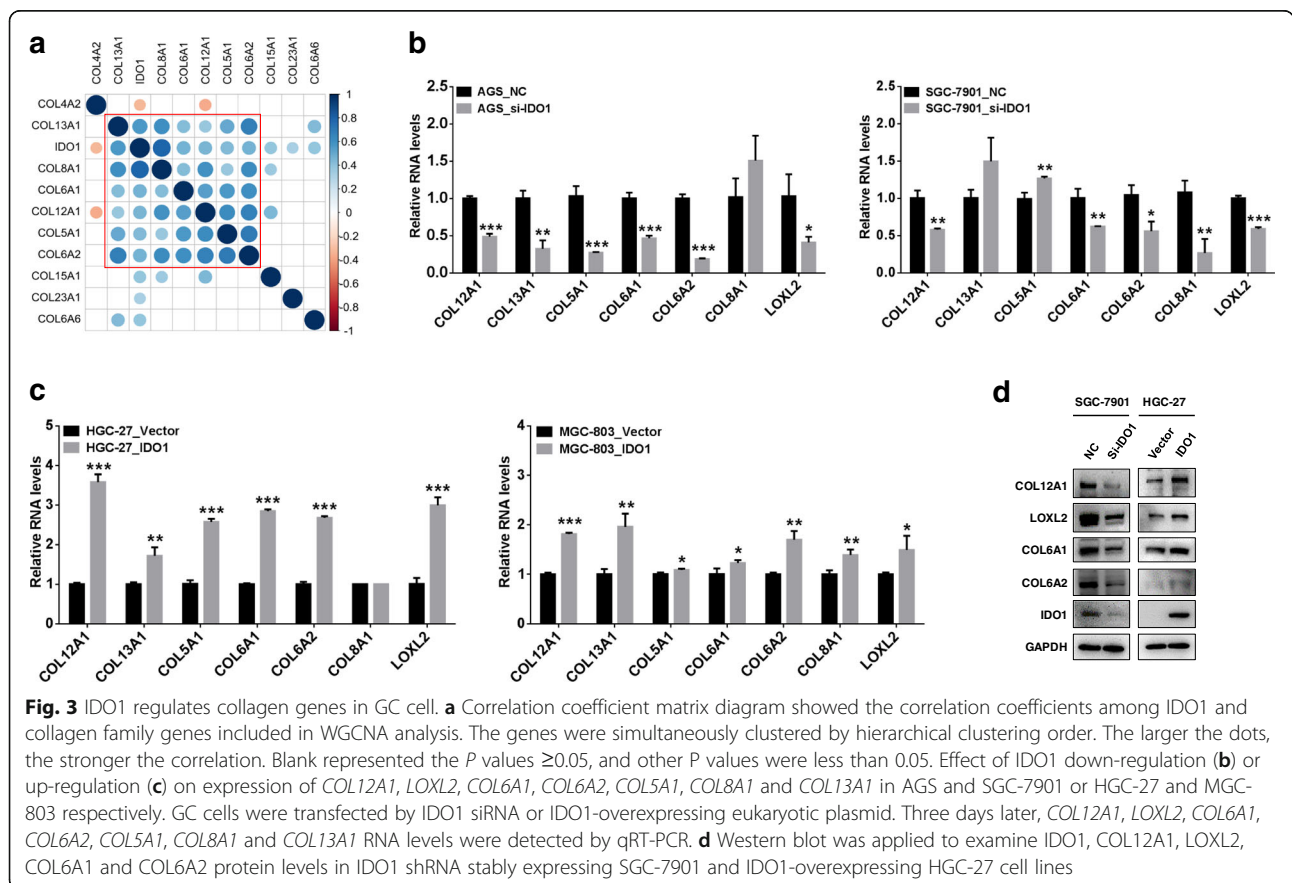 a
COL4A2
COL13A1
IDO1
COL8A1
COL6A1
COL12A1
COL5A1
COL6A2
COL15A1
COL23A1
COL6A6
COL4A2
COL13A1
IDO1
COL8A1
COL6A1
COL12A1
COL5A1
COL6A2
COL15A1
COL23A1
COL6A6
1
0.8
0.6
0.4
0.2
0
-0.2
-0.4
-0.6
-0.8
-1
b
Relative RNA levels
2.5
2.0
1.5
1.0
0.5
0.0
AGS_NC
AGS_si-IDO1
*** ** *** *** *** *
COL12A1
COL13A1
COL5A1
COL6A1
COL6A2
COL8A1
LOXL2
Relative RNA levels
2.5
2.0
1.5
1.0
0.5
0.0
SGC-7901_NC
SGC-7901_si-IDO1
** ** ** * ** ***
COL12A1
COL13A1
COL5A1
COL6A1
COL6A2
COL8A1
LOXL2
c
Relative RNA levels
5
4
3
2
1
0
HGC-27_Vector
HGC-27_IDO1
*** ** *** *** *** ***
COL12A1
COL13A1
COL5A1
COL6A1
COL6A2
COL8A1
LOXL2
Relative RNA levels
4
3
2
1
0
MGC-803_Vector
MGC-803_IDO1
*** ** * * ** ** *
COL12A1
COL13A1
COL5A1
COL6A1
COL6A2
COL8A1
LOXL2
d
SGC-7901 HGC-27
NC Si-IDO1 Vector IDO1
COL12A1
LOXL2
COL6A1
COL6A2
IDO1
GAPDH
Fig. 3 IDO1 regulates collagen genes in GC cell. a Correlation coefficient matrix diagram showed the correlation coefficients among IDO1 and
collagen family genes included in WGCNA analysis. The genes were simultaneously clustered by hierarchical clustering order. The larger the dots,
the stronger the correlation. Blank represented the P values ≥0.05, and other P values were less than 0.05. Effect of IDO1 down-regulation (b) or
up-regulation (c) on expression of COL12A1, LOXL2, COL6A1, COL6A2, COL5A1, COL8A1 and COL13A1 in AGS and SGC-7901 or HGC-27 and MGC-
803 respectively. GC cells were transfected by IDO1 siRNA or IDO1-overexpressing eukaryotic plasmid. Three days later, COL12A1, LOXL2, COL6A1,
COL6A2, COL5A1, COL8A1 and COL13A1 RNA levels were detected by qRT-PCR. d Western blot was applied to examine IDO1, COL12A1, LOXL2,
COL6A1 and COL6A2 protein levels in IDO1 shRNA stably expressing SGC-7901 and IDO1-overexpressing HGC-27 cell lines